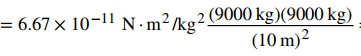 = 6.67 × 10⁻¹¹ N·m²/kg² (9000 kg)(9000 kg) / (10 m)² =